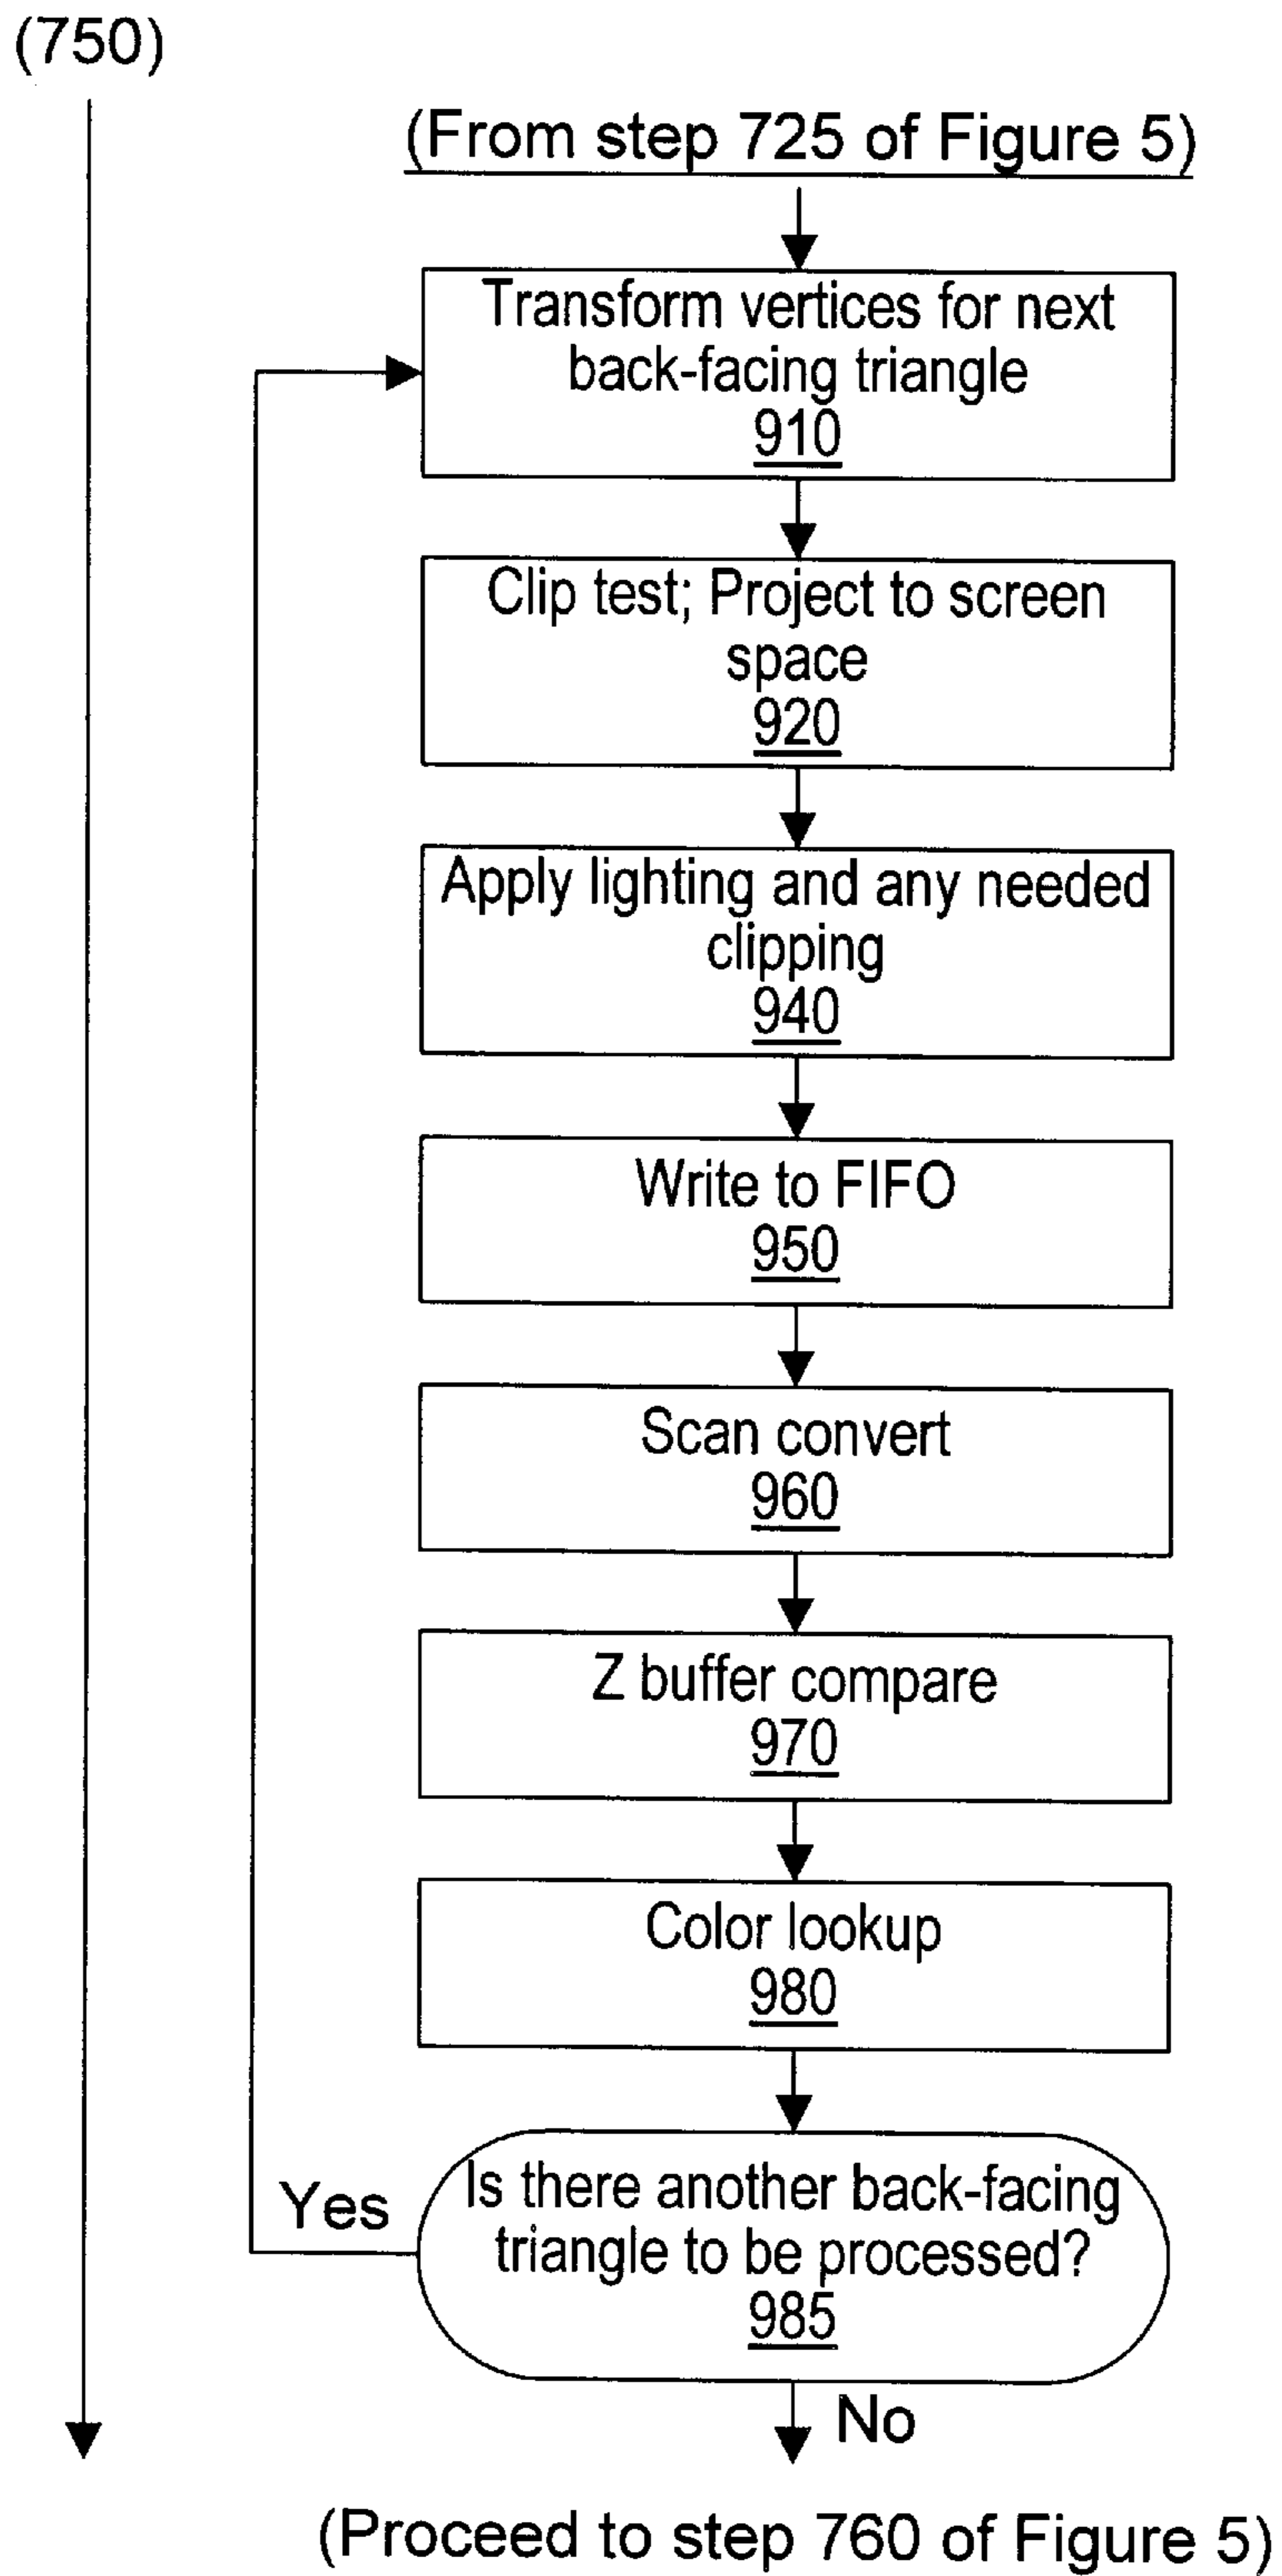 (750)
(From step 725 of Figure 5)
Transform vertices for next
back-facing triangle
910
Clip test; Project to screen
space
920
Apply lighting and any needed
clipping
940
Write to FIFO
950
Scan convert
960
Z buffer compare
970
Color lookup
980
Is there another back-facing
triangle to be processed?
985
Yes
No
(Proceed to step 760 of Figure 5)